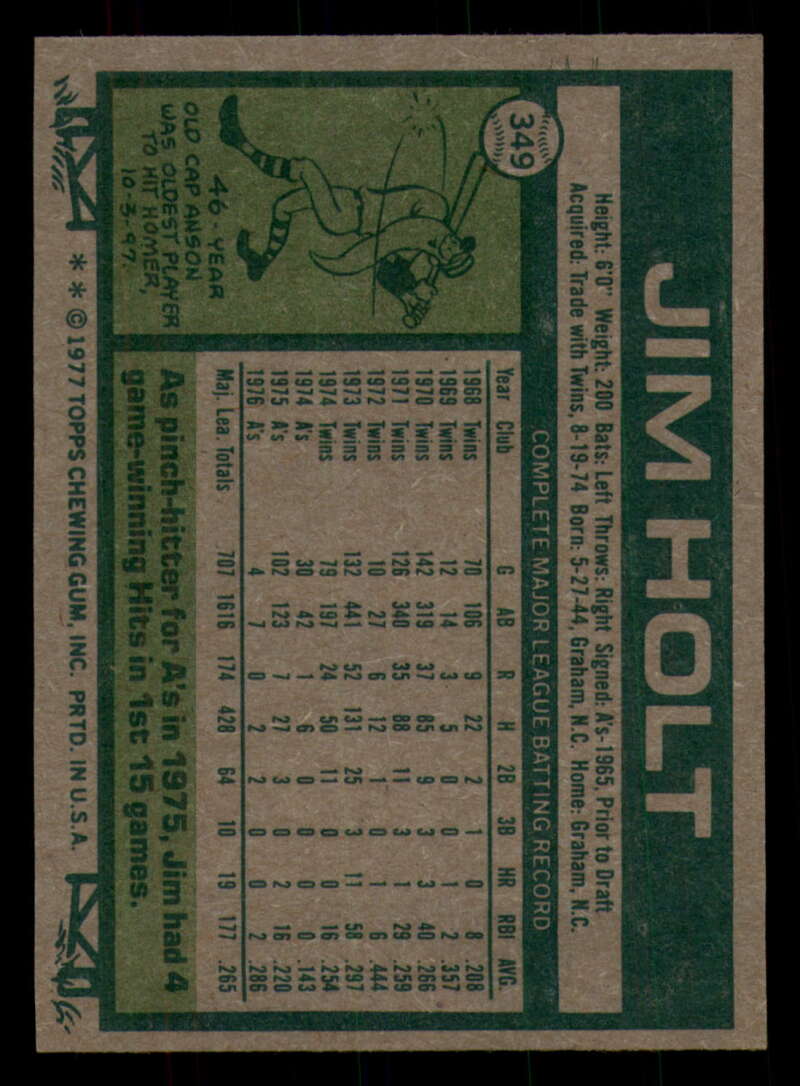 349
JIM HOLT
Height: 6'0" Weight: 200 Bats: Left Throws: Right Signed: A's-1965, Prior to Draft
Acquired: Trade with Twins, 8-19-74 Born: 5-27-44, Graham, N.C. Home: Graham, N.C.
COMPLETE MAJOR LEAGUE BATTING RECORD
Year Club G AB R H 2B 3B HR RBI AVG.
1968 Twins 70 106 9 22 2 1 0 8 .208
1969 Twins 12 14 3 5 0 0 1 2 .357
1970 Twins 142 319 37 85 9 3 3 40 .266
1971 Twins 126 340 35 88 11 3 1 29 .259
1972 Twins 10 27 6 12 1 0 1 6 .444
1973 Twins 132 441 52 131 25 3 11 58 .297
1974 Twins 79 197 24 50 11 0 0 16 .254
1974 A's 30 42 1 6 0 0 0 0 .143
1975 A's 102 123 7 27 3 0 2 16 .220
1976 A's 4 7 0 2 2 0 0 2 .286
Maj. Lea. Totals 707 1616 174 428 64 10 19 177 .265
46-YEAR
OLD CAP ANSON
WAS OLDEST PLAYER
TO HIT HOMER,
10-3-97.
As pinch-hitter for A's in 1975, Jim had 4
game-winning Hits in 1st 15 games.
* * © 1977 TOPPS CHEWING GUM, INC. PRTD. IN U.S.A.